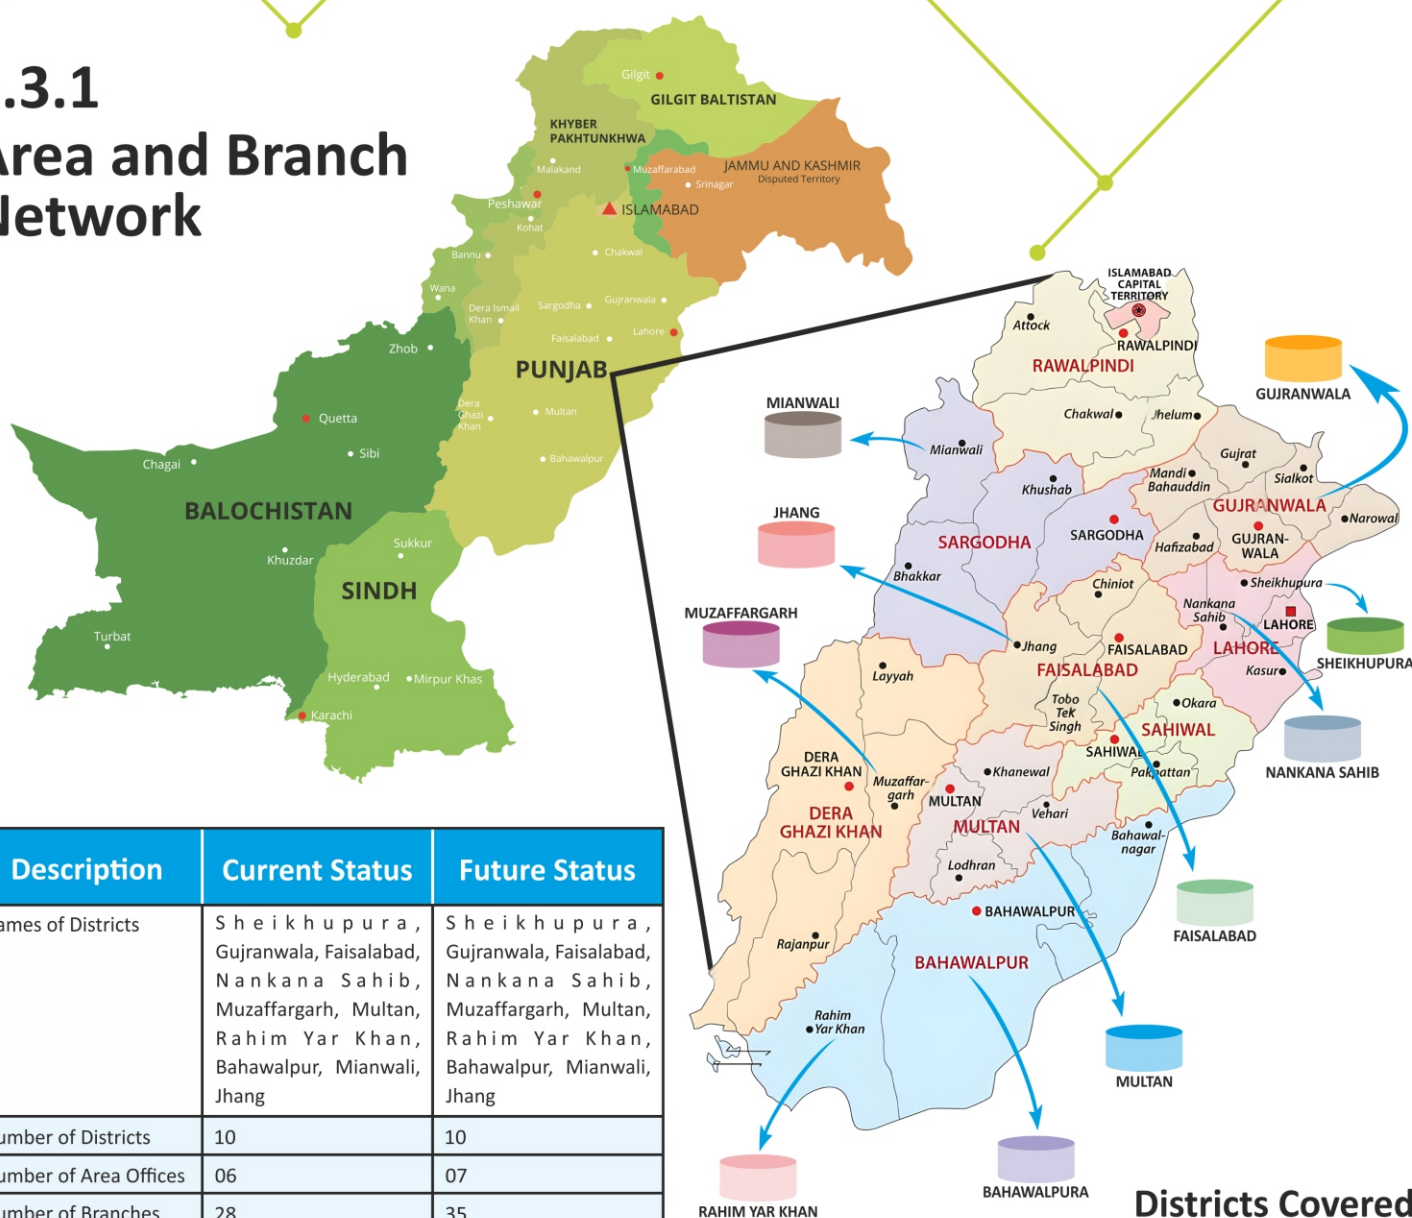 .3.1
Area and Branch
Network
Gilgit
GILGIT BALTISTAN
KHYBER
PAKHTUNKHWA
Malakand
Muzaffarabad
JAMMU AND KASHMIR
Disputed Territory
Srinagar
Peshawar
ISLAMABAD
Kohat
Bannu
Chakwal
Wana
Dera Ismail
Khan
Sargodha
Gujranwala
Faisalabad
Lahore
Zhob
PUNJAB
Dera
Ghazi
Khan
Multan
Quetta
Sibi
Chagai
Bahawalpur
BALOCHISTAN
Khuzdar
Sukkur
SINDH
Turbat
Hyderabad
Mirpur Khas
Karachi
ISLAMABAD
CAPITAL
TERRITORY
Attock
RAWALPINDI
RAWALPINDI
Chakwal
Jhelum
GUJRANWALA
MIANWALI
Mianwali
Khushab
Mandi
Bahauddin
Gujrat
Sialkot
GUJRANWALA
Narowal
JHANG
SARGODHA
SARGODHA
Hafizabad
GUJRAN-
WALA
Bhakkar
Chiniot
Sheikhupura
Nankana
Sahib
LAHORE
MUZAFFARGARH
Jhang
FAISALABAD
LAHORE
SHEIKHUPURA
FAISALABAD
Kasur
Layyah
Tobo
Tek
Singh
Okara
SAHIWAL
SAHIWAL
Pakpattan
NANKANA SAHIB
DERA
GHAZI KHAN
Muzaffar-
garh
Khanewal
MULTAN
DERA
GHAZI KHAN
MULTAN
Vehari
Bahawal-
nagar
Lodhran
BAHAWALPUR
FAISALABAD
Rajanpur
BAHAWALPUR
Rahim
Yar Khan
MULTAN
BAHAWALPURA
RAHIM YAR KHAN
Districts Covered
Description Current Status Future Status
ames of Districts
Sheikhupura,
Gujranwala, Faisalabad,
Nankana Sahib,
Muzaffargarh, Multan,
Rahim Yar Khan,
Bahawalpur, Mianwali,
Jhang
Sheikhupura,
Gujranwala, Faisalabad,
Nankana Sahib,
Muzaffargarh, Multan,
Rahim Yar Khan,
Bahawalpur, Mianwali,
Jhang
umber of Districts 10 10
umber of Area Offices 06 07
umber of Branches 28 35